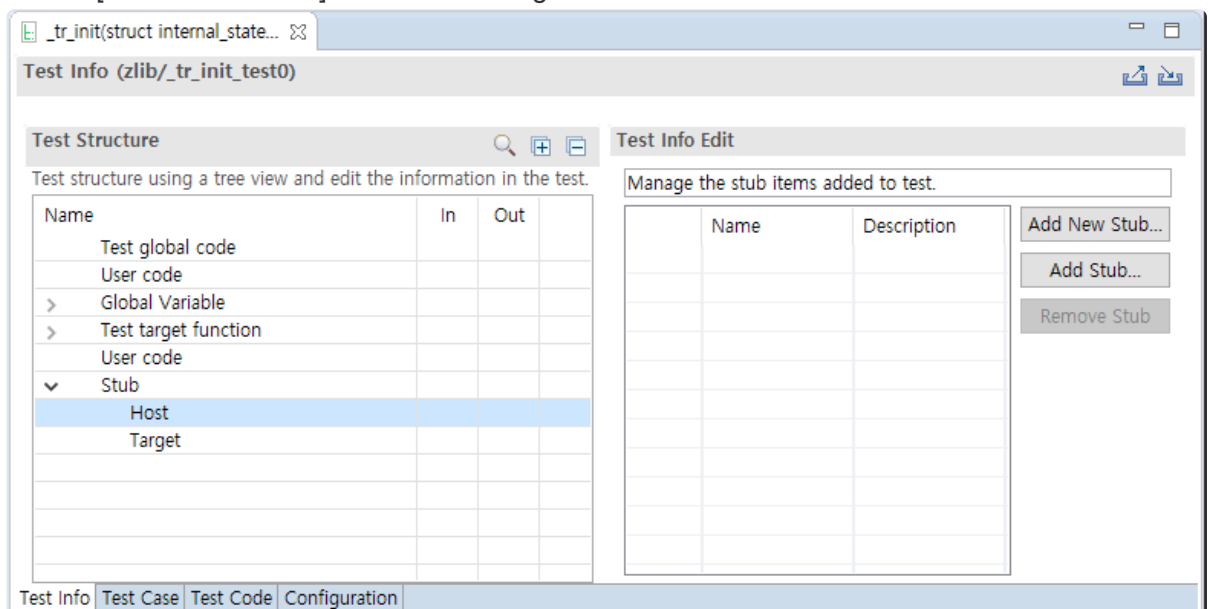 _tr_init(struct internal_state...
Test Info (zlib/_tr_init_test0)
Test Structure
Test structure using a tree view and edit the information in the test.
Name In Out
Test global code
User code
Global Variable
Test target function
User code
Stub
Host
Target
Test Info Edit
Manage the stub items added to test.
Name Description
Add New Stub...
Add Stub...
Remove Stub
Test Info Test Case Test Code Configuration